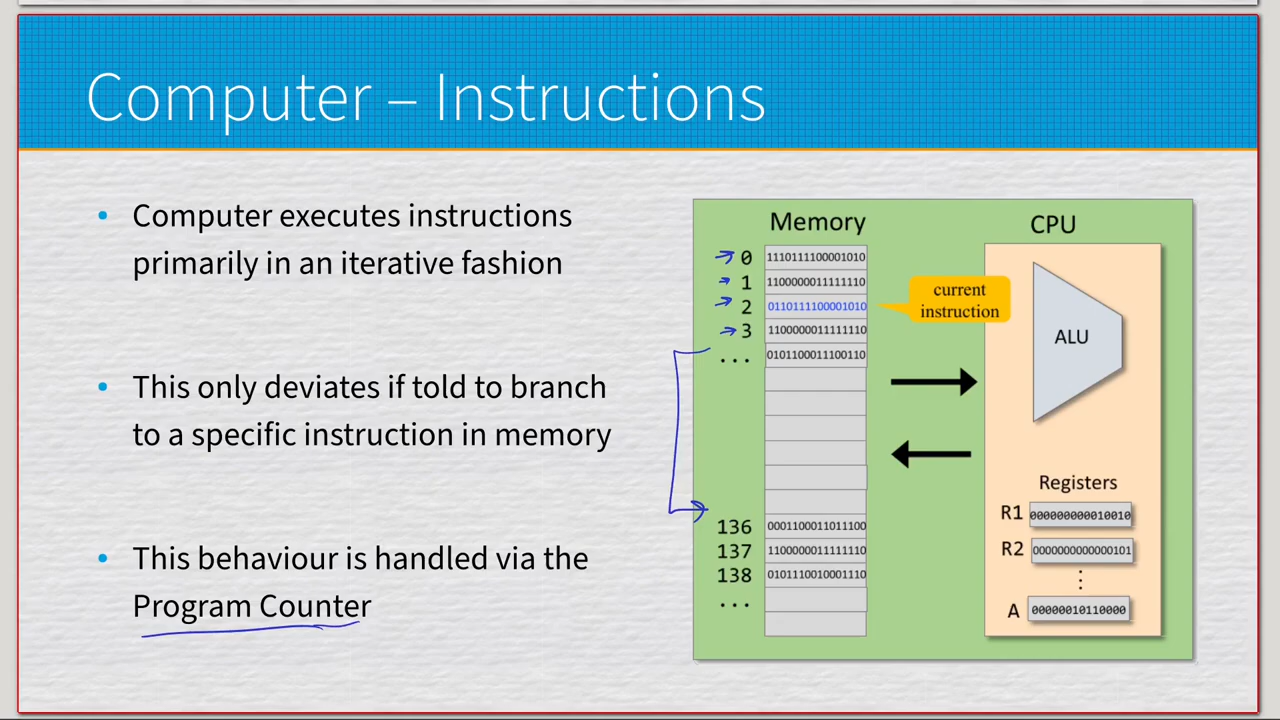 Computer – Instructions
• Computer executes instructions
primarily in an iterative fashion
• This only deviates if told to branch
to a specific instruction in memory
• This behaviour is handled via the
Program Counter
Memory
0 1110111100001010
1 1100000011111110
2 0110111100001010
3 1100000011111110
... 0101100011100110
136 0001100011011100
137 1100000011111110
138 0101110010001110
...
current
instruction
CPU
ALU
Registers
R1 0000000000010010
R2 0000000000000101
⋮
A 00000010110000